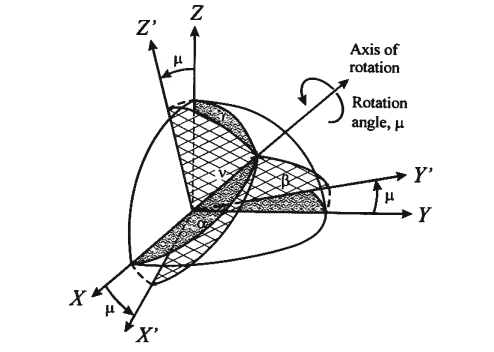 Z
Z'
μ
Axis of
rotation
Rotation
angle, μ
γ
ν
β
Y'
μ
Y
α
X
μ
X'